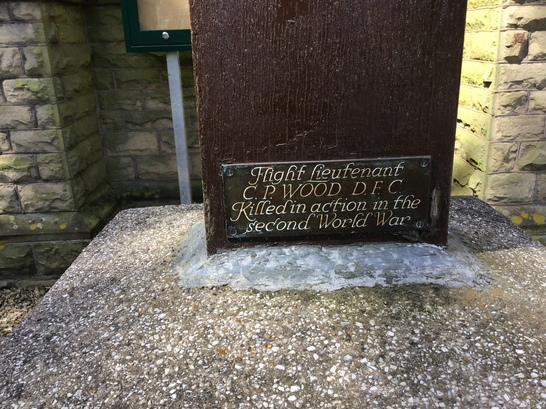 Flight lieutenant
C.P. WOOD D.F.C.
Killed in action in the
second World War